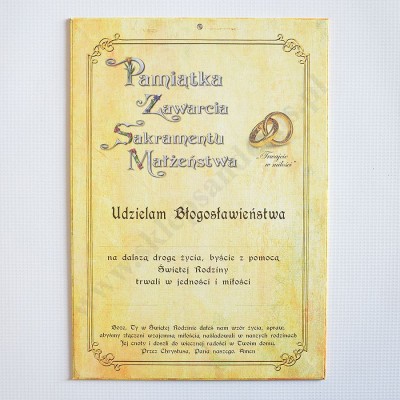 Pamiątka
Zawarcia
Sakramentu
Małżeństwa
"Trwajcie
w miłości"
Udzielam Błogosławieństwa
na dalszą drogę życia, byście z pomocą
Świętej Rodziny
trwali w jedności i miłości
Boże, Ty w Świętej Rodzinie dałeś nam wzór życia, spraw,
abyśmy złączeni wzajemną miłością naśladowali w naszych rodzinach
Jej cnoty i doszli do wiecznej radości w Twoim domu.
Przez Chrystusa, Pana naszego. Amen